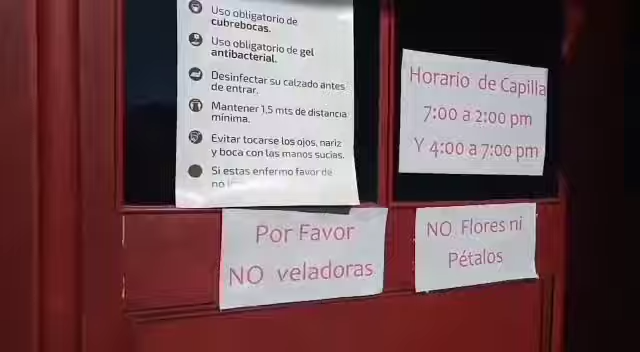 Uso obligatorio de
cubrebocas.
Uso obligatorio de gel
antibacterial.
Desinfectar su calzado antes
de entrar.
Mantener 1,5 mts de distancia
mínima.
Evitar tocarse los ojos, nariz
y boca con las manos sucias.
Si estas enfermo favor de
no
Horario de Capilla
7:00 a 2:00 pm
Y 4:00 a 7:00 pm
Por Favor
NO veladoras
NO Flores ni
Pétalos